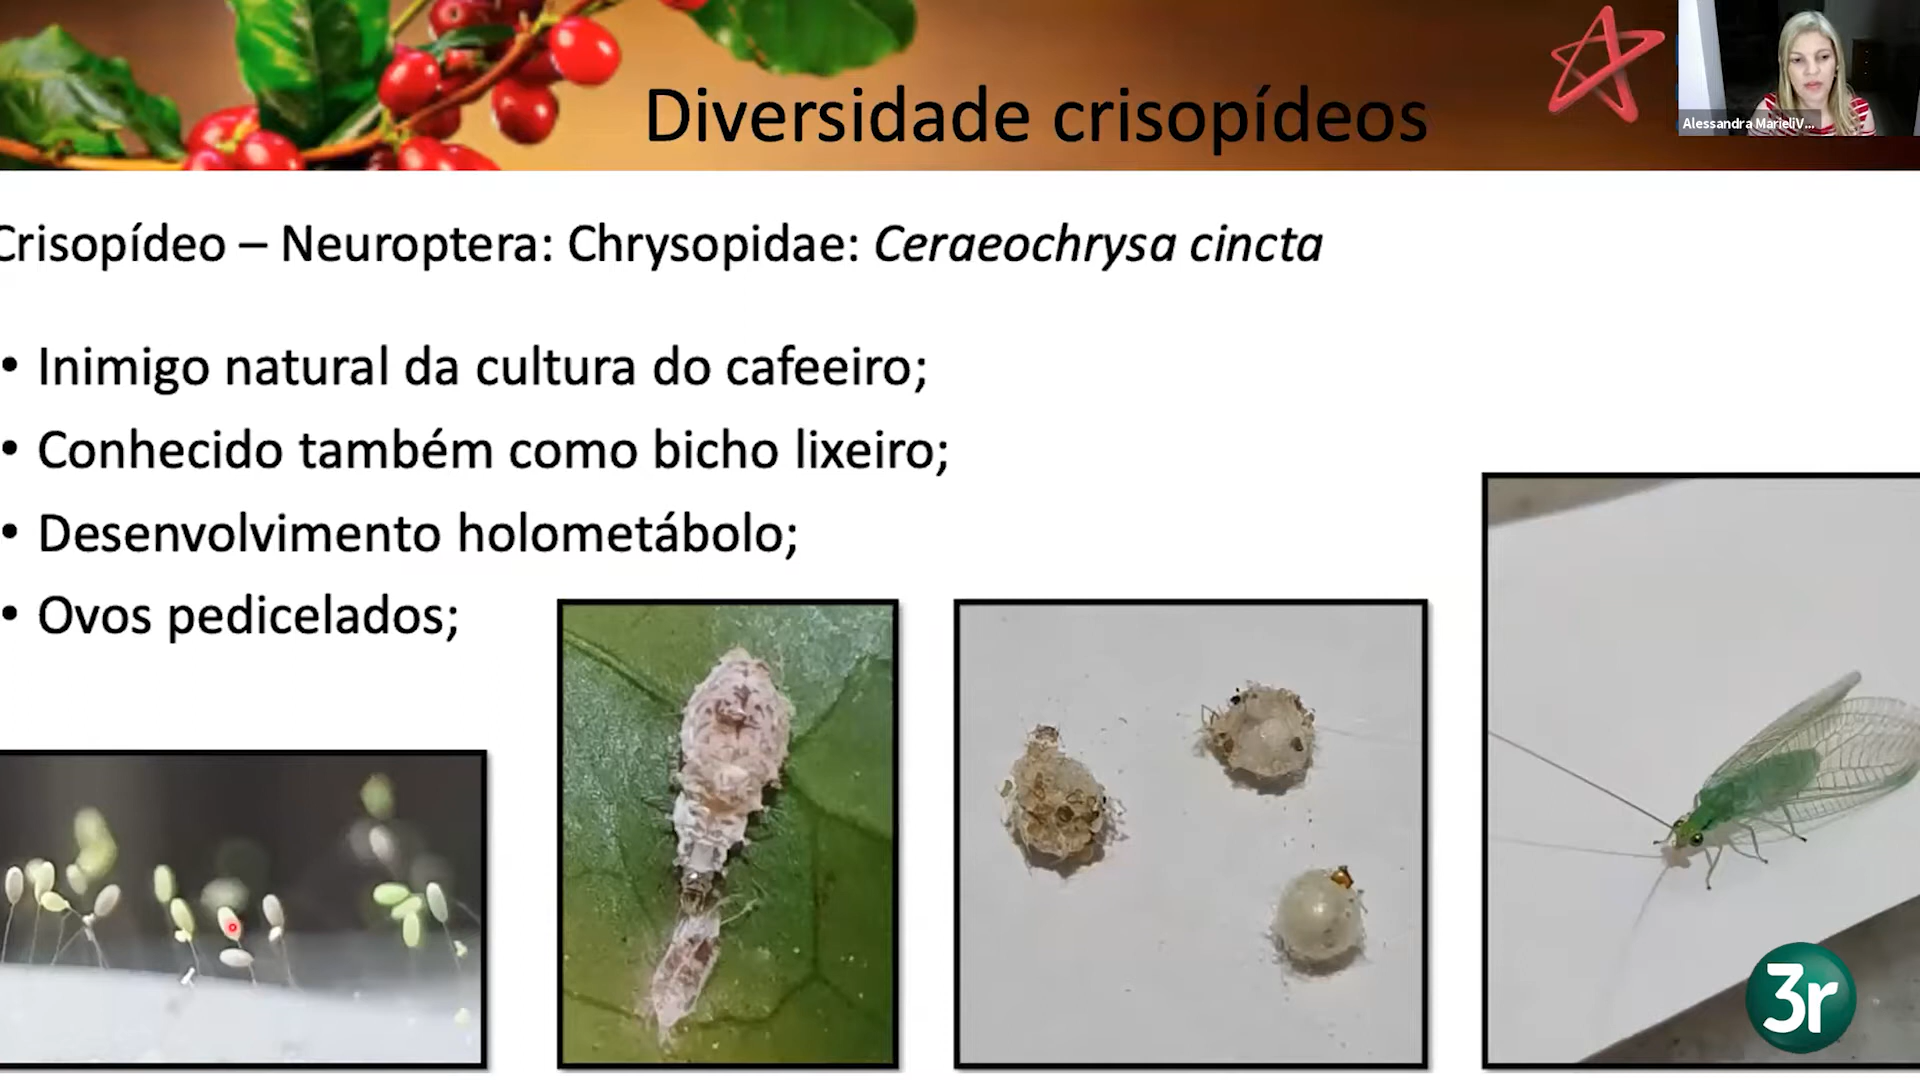 Diversidade crisopídeos
Alessandra MarieliV...
Crisopídeo – Neuroptera: Chrysopidae: Ceraeochrysa cincta
• Inimigo natural da cultura do cafeeiro;
• Conhecido também como bicho lixeiro;
• Desenvolvimento holometábolo;
• Ovos pedicelados;
3r